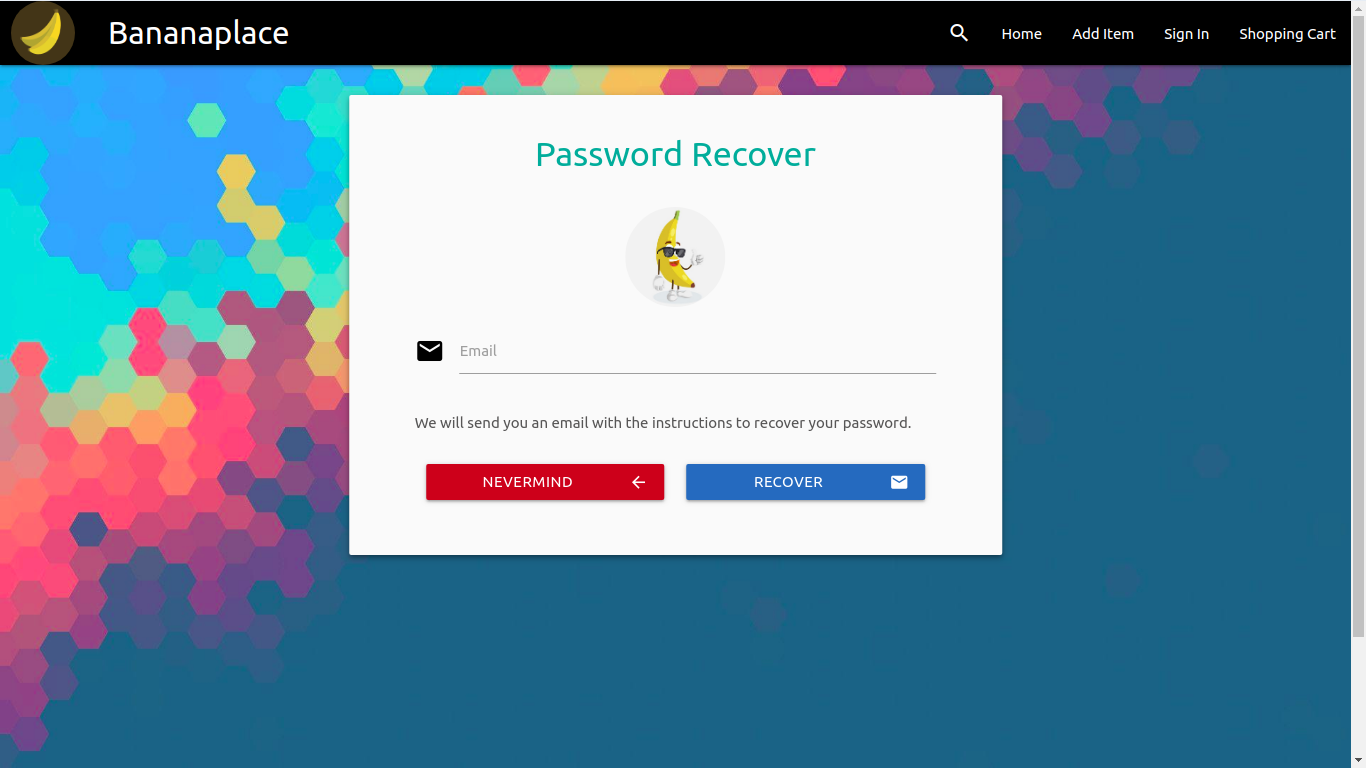 Bananaplace
Home Add Item Sign In Shopping Cart
Password Recover
Email
We will send you an email with the instructions to recover your password.
NEVERMIND
RECOVER